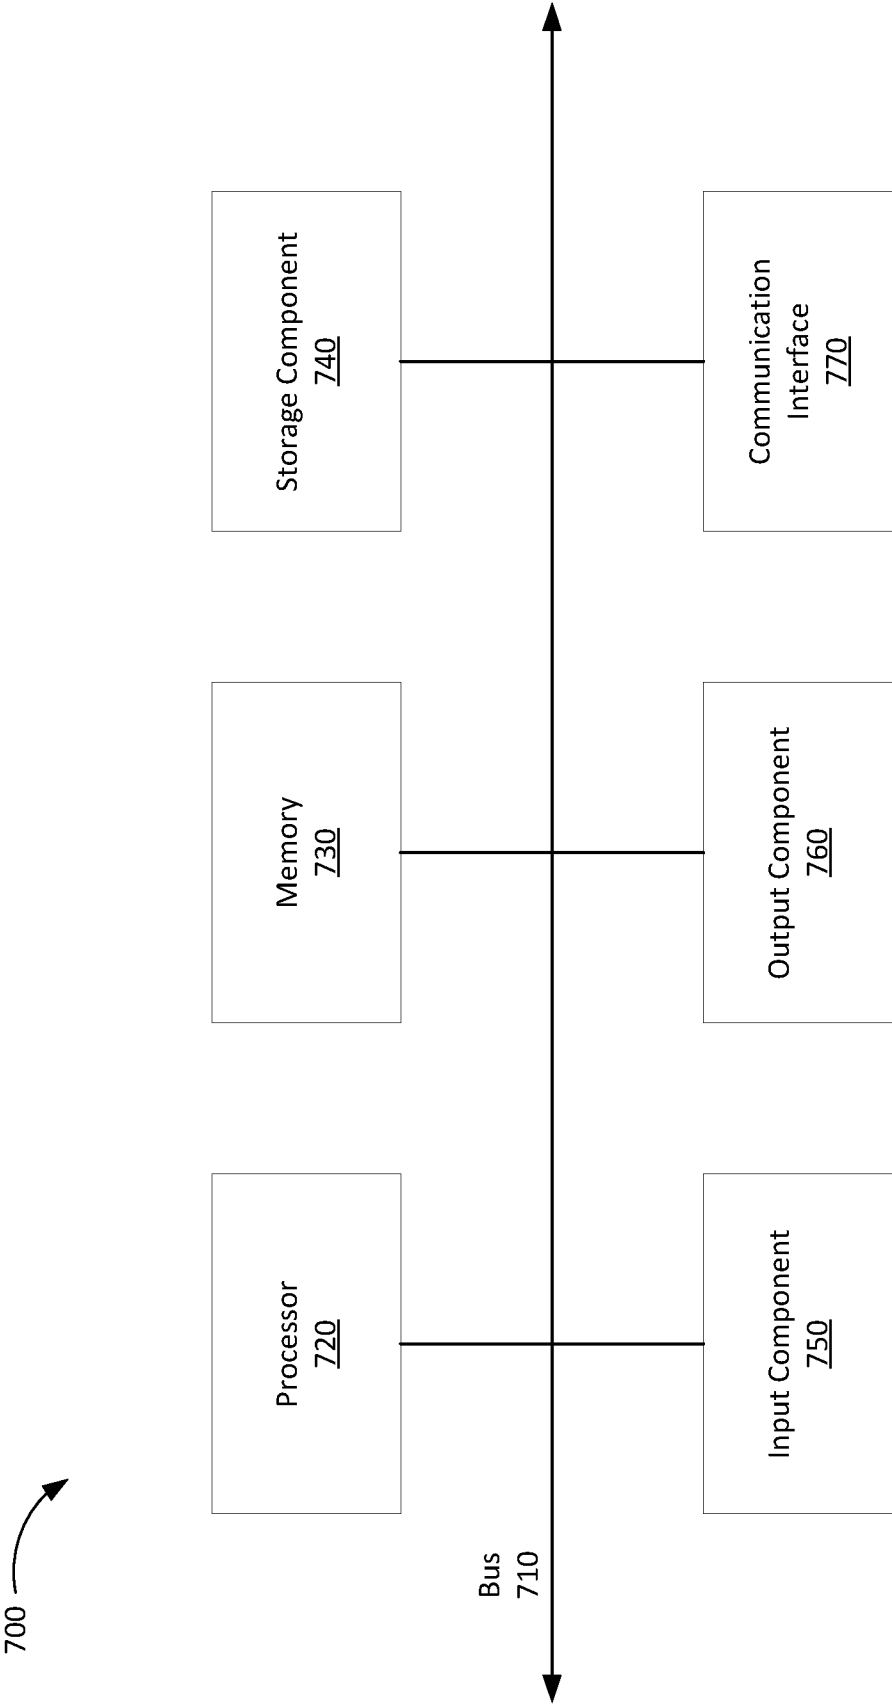 700
Processor
720
Memory
730
Storage Component
740
Bus
710
Input Component
750
Output Component
760
Communication
Interface
770